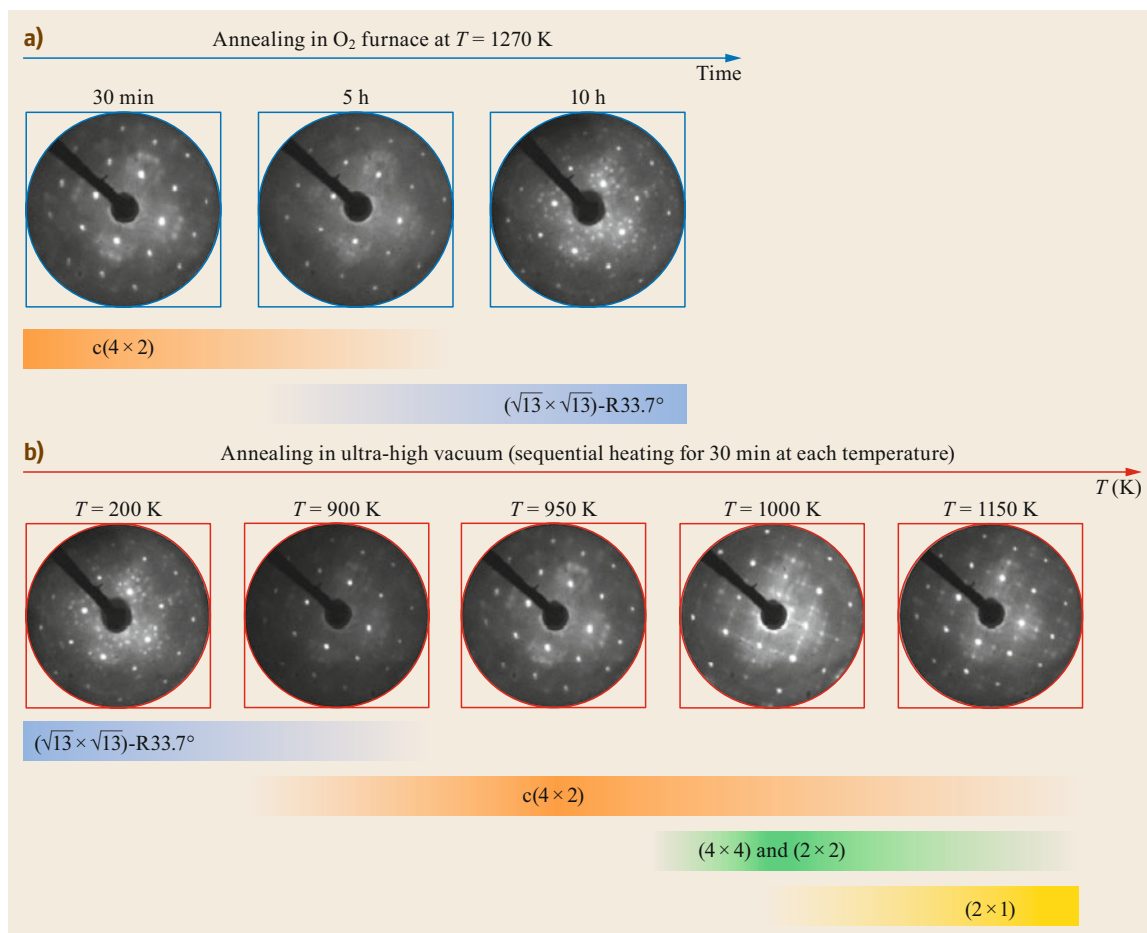 a)
Annealing in O₂ furnace at T = 1270 K
Time
30 min 5 h 10 h
c(4 × 2)
(√13 × √13)-R33.7°
b)
Annealing in ultra-high vacuum (sequential heating for 30 min at each temperature)
T (K)
T = 200 K T = 900 K T = 950 K T = 1000 K T = 1150 K
(√13 × √13)-R33.7°
c(4 × 2)
(4 × 4) and (2 × 2)
(2 × 1)